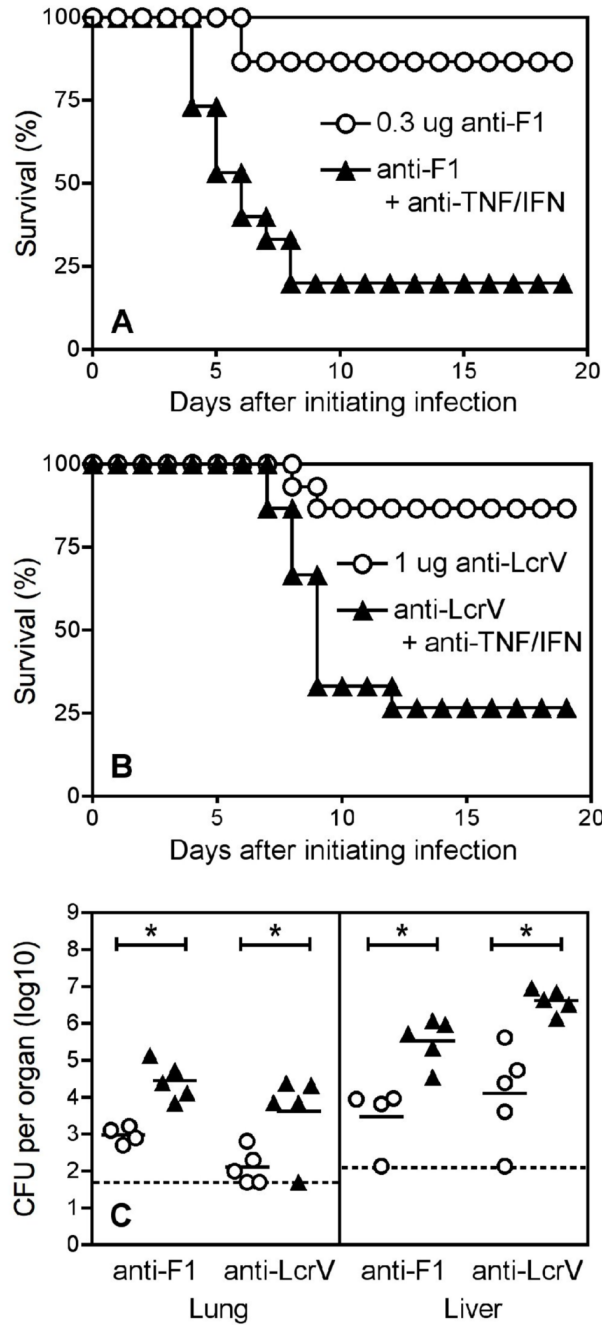 100
75
50
25
0
Survival (%)
0.3 ug anti-F1
anti-F1
+ anti-TNF/IFN
A
0 5 10 15 20
Days after initiating infection
100
75
50
25
0
Survival (%)
1 ug anti-LcrV
anti-LcrV
+ anti-TNF/IFN
B
0 5 10 15 20
Days after initiating infection
9
8
7
6
5
4
3
2
1
0
CFU per organ (log10)
* * * *
C
anti-F1 anti-LcrV anti-F1 anti-LcrV
Lung Liver